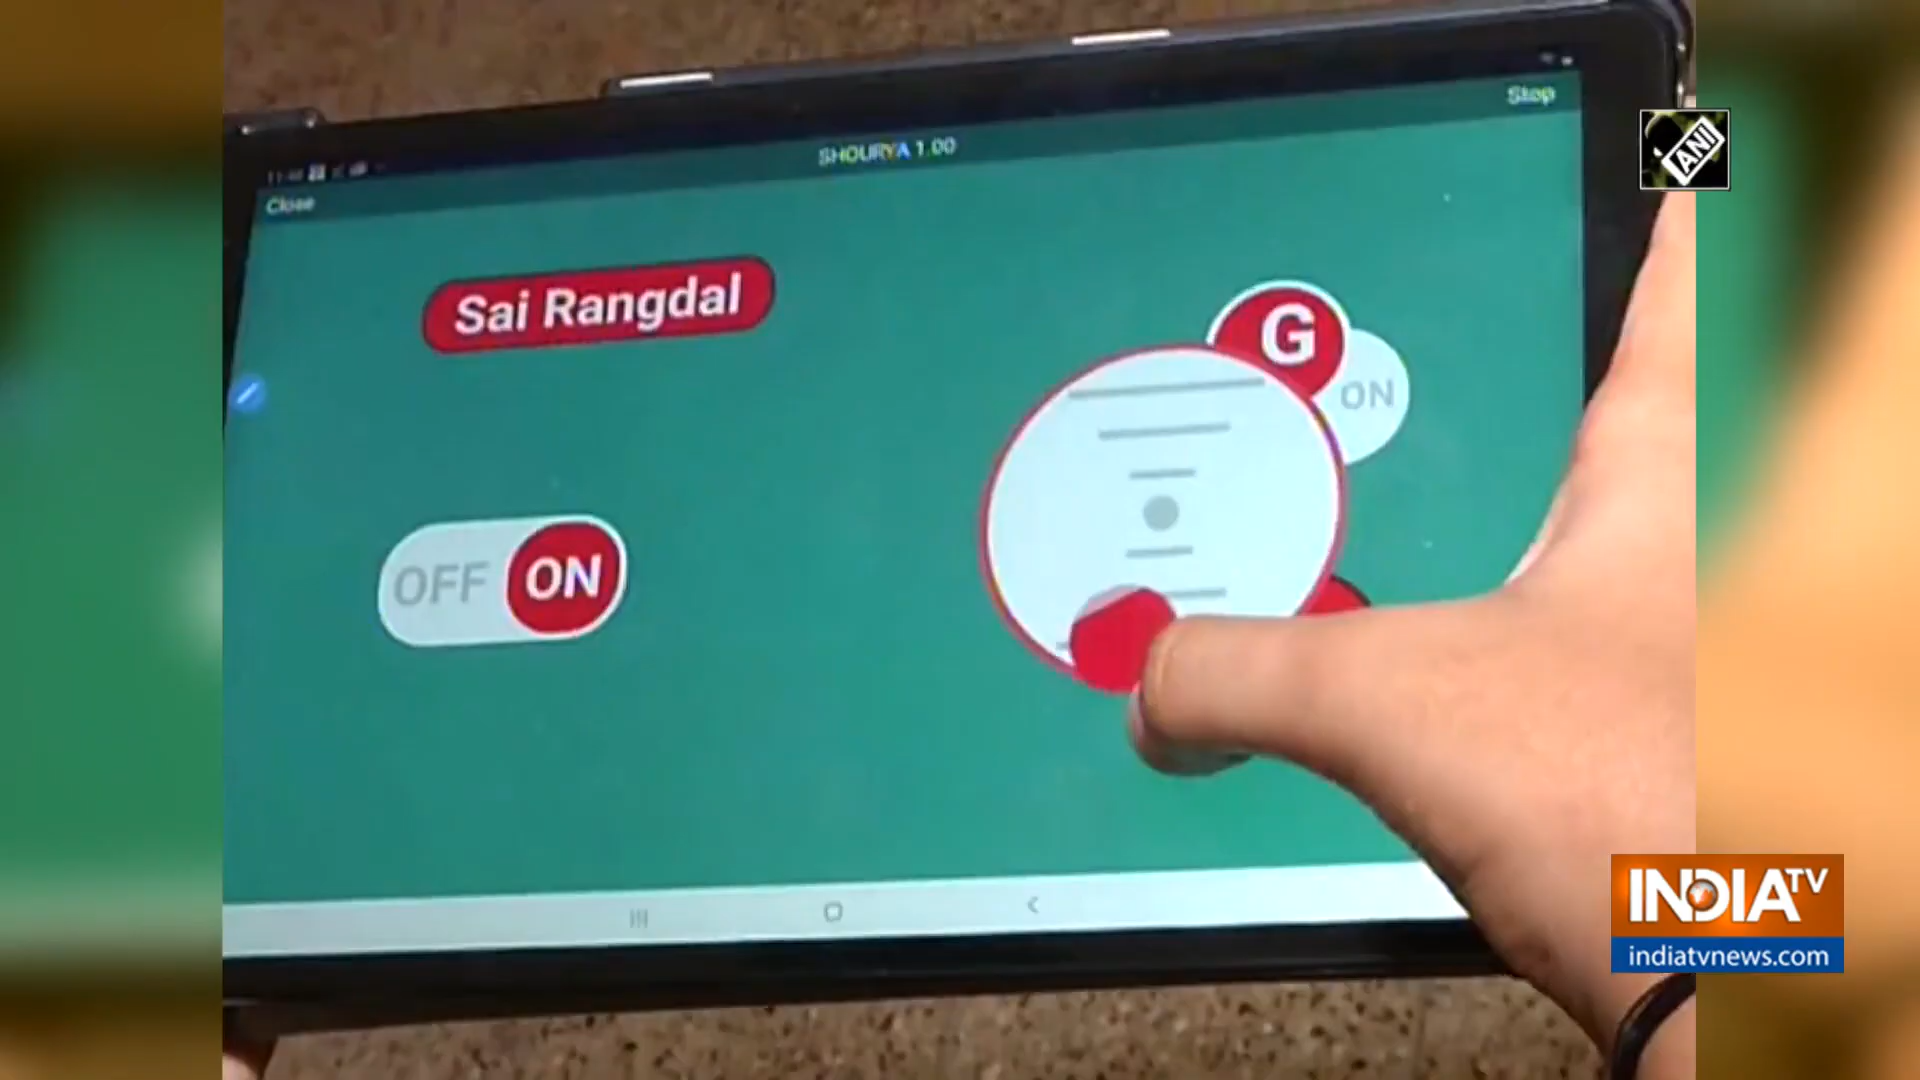 Stop
SHOURYA 1.00
Close
ANI
Sai Rangdal
G
ON
OFF ON
INDIA TV
indiatvnews.com